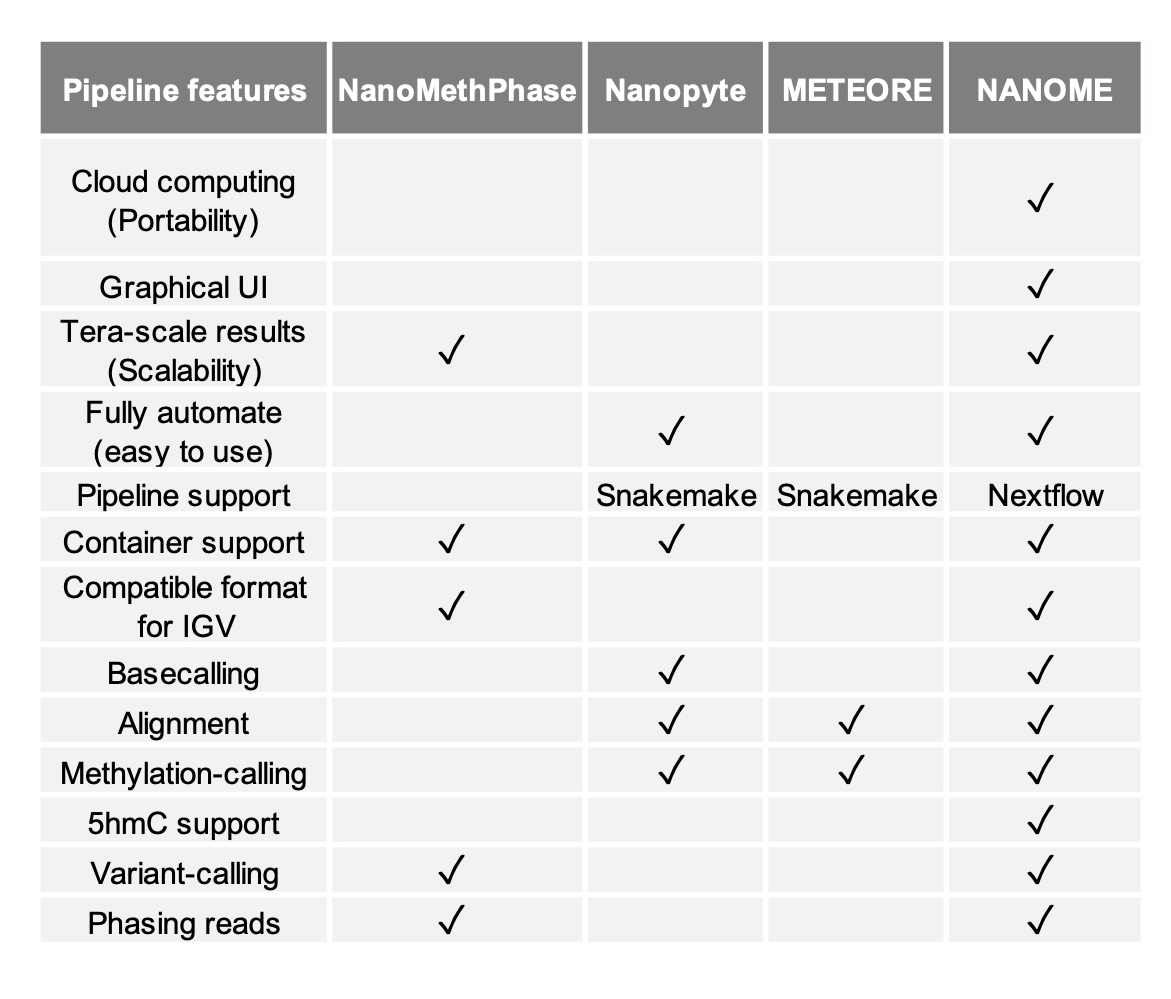 Pipeline features NanoMethPhase Nanopyte METEORE NANOME
Cloud computing
(Portability) ✓
Graphical UI ✓
Tera-scale results
(Scalability) ✓ ✓
Fully automate
(easy to use) ✓ ✓
Pipeline support Snakemake Snakemake Nextflow
Container support ✓ ✓ ✓
Compatible format
for IGV ✓ ✓
Basecalling ✓ ✓
Alignment ✓ ✓ ✓
Methylation-calling ✓ ✓ ✓
5hmC support ✓
Variant-calling ✓ ✓
Phasing reads ✓ ✓